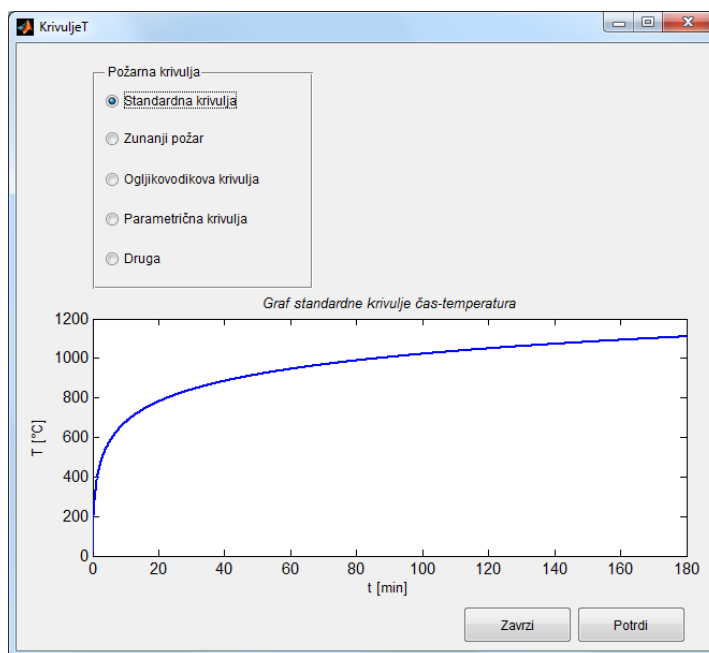 KrivuljeT
Požarna krivulja
Standardna krivulja
Zunanji požar
Ogljikovodikova krivulja
Parametrična krivulja
Druga
Graf standardne krivulje čas-temperatura
1200
1000
800
600
400
200
0
T [°C]
0 20 40 60 80 100 120 140 160 180
t [min]
Zavrzi Potrdi